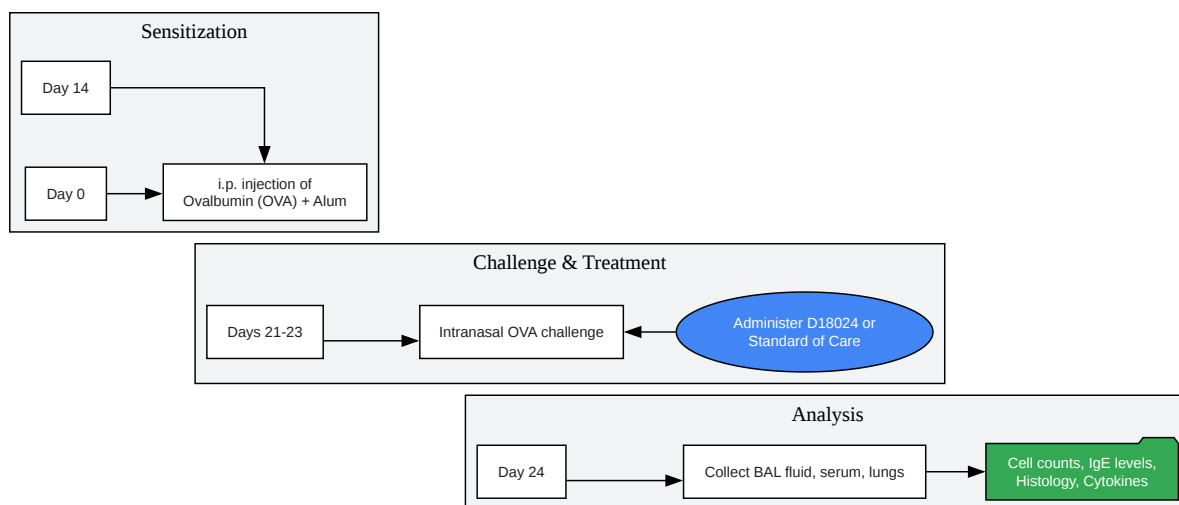 Sensitization
Day 14
Day 0
i.p. injection of
Ovalbumin (OVA) + Alum
Challenge & Treatment
Days 21-23
Intranasal OVA challenge
Administer D18024 or
Standard of Care
Analysis
Day 24
Collect BAL fluid, serum, lungs
Cell counts, IgE levels,
Histology, Cytokines